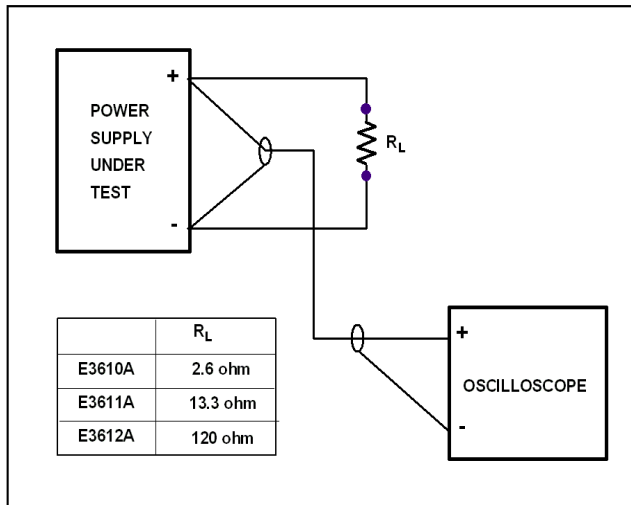 +
POWER
SUPPLY
UNDER
TEST
-
RL
+
OSCILLOSCOPE
-
RL
E3610A 2.6 ohm
E3611A 13.3 ohm
E3612A 120 ohm